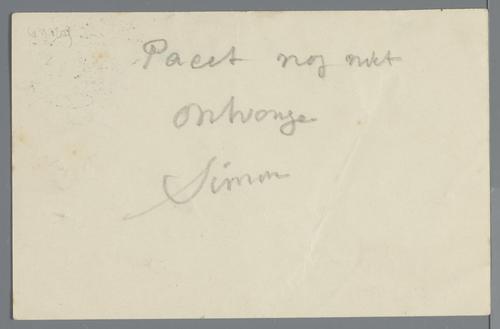 Pacet nog niet
ontvange
Simon